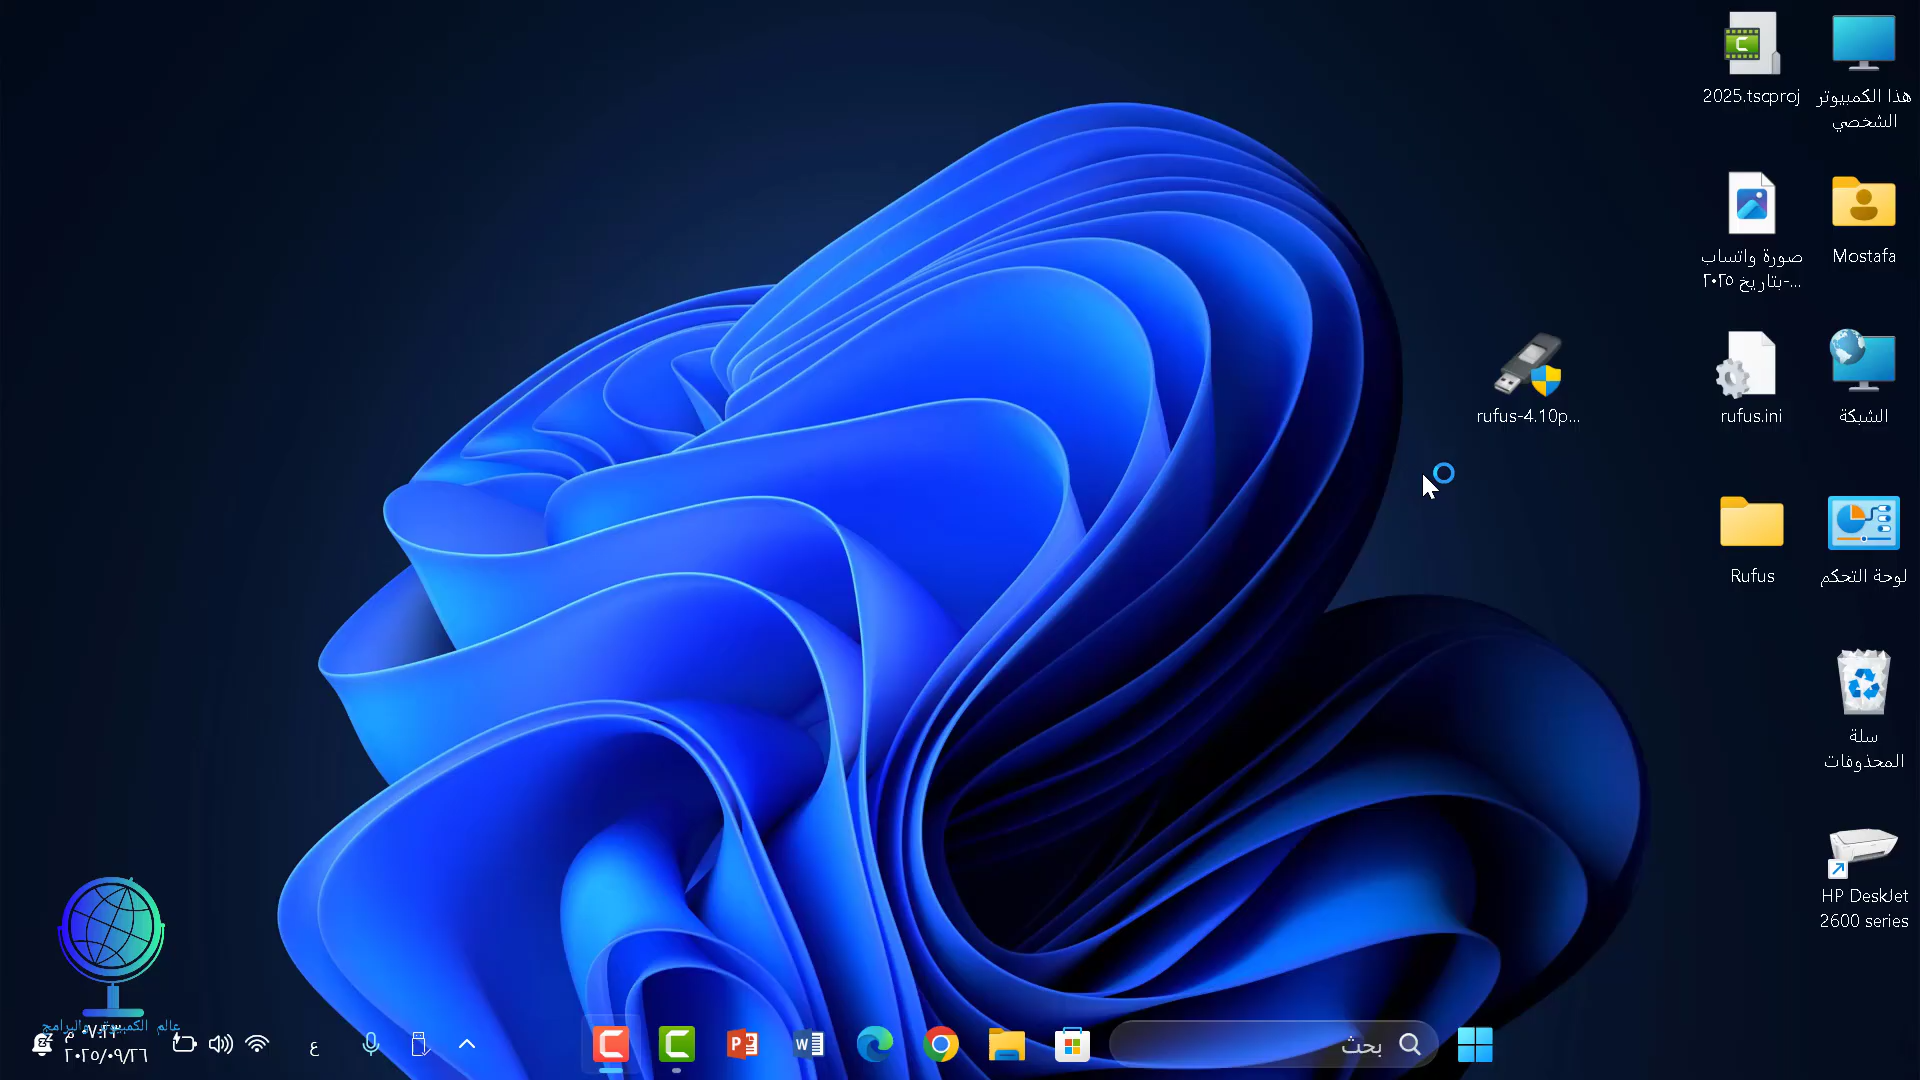 هذا الكمبيوتر
الشخصي
2025.tscproj
Mostafa
صورة واتساب
بتاريخ ٢٠٢٥-...
الشبكة
rufus.ini
rufus-4.10p...
لوحة التحكم
Rufus
سلة
المحذوفات
HP DeskJet
2600 series
عالم الكمبيوتر والبرامج
بحث
ع
٠٧:٢٣ م
٢٠٢٥/٠٩/٢٦